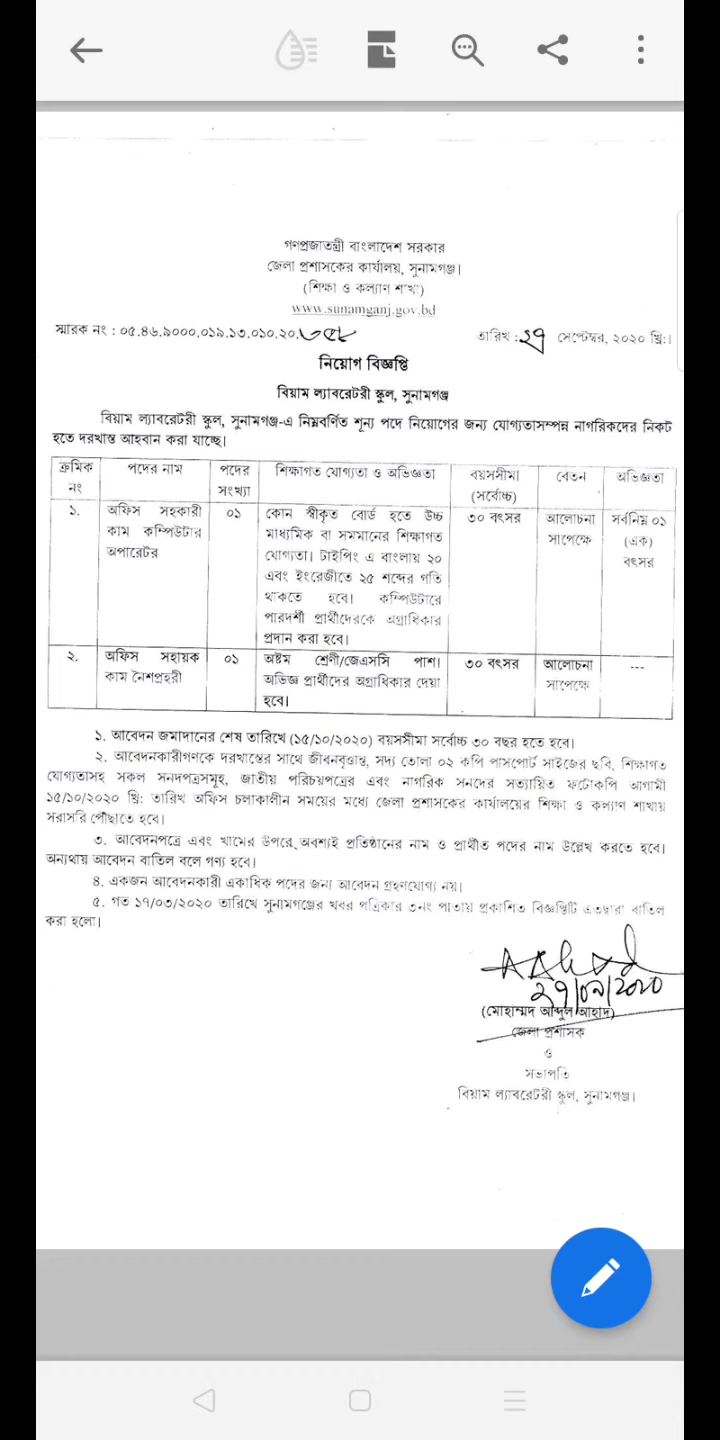 গণপ্রজাতন্ত্রী বাংলাদেশ সরকার
জেলা প্রশাসকের কার্যালয়, সুনামগঞ্জ।
(শিক্ষা ও কল্যাণ শাখা)
www.sunamganj.gov.bd
স্মারক নং : ০৫.৪৬.৯০০০.০১৯.১৩.০১০.২০.
তারিখ : ২৭ সেপ্টেম্বর, ২০২০ খ্রি:।
নিয়োগ বিজ্ঞপ্তি
বিয়াম ল্যাবরেটরী স্কুল, সুনামগঞ্জ
বিয়াম ল্যাবরেটরী স্কুল, সুনামগঞ্জ-এ নিম্নবর্ণিত শূন্য পদে নিয়োগের জন্য যোগ্যতাসম্পন্ন নাগরিকদের নিকট
হতে দরখাস্ত আহবান করা যাচ্ছে।
ক্রমিক নং
পদের নাম
পদের সংখ্যা
শিক্ষাগত যোগ্যতা ও অভিজ্ঞতা
বয়সসীমা (সর্বোচ্চ)
বেতন
অভিজ্ঞতা
১.
অফিস সহকারী
কাম কম্পিউটার
অপারেটর
০১
কোন স্বীকৃত বোর্ড হতে উচ্চ
মাধ্যমিক বা সমমানের শিক্ষাগত
যোগ্যতা। টাইপিং এ বাংলায় ২০
এবং ইংরেজীতে ২৫ শব্দের গতি
থাকতে হবে। কম্পিউটারে
পারদর্শী প্রার্থীদেরকে অগ্রাধিকার
প্রদান করা হবে।
৩০ বৎসর
আলোচনা
সাপেক্ষে
সর্বনিম্ন ০১
(এক)
বৎসর
২.
অফিস সহায়ক
কাম নৈশপ্রহরী
০১
অষ্টম শ্রেণী/জেএসসি পাশ।
অভিজ্ঞ প্রার্থীদের অগ্রাধিকার দেয়া
হবে।
৩০ বৎসর
আলোচনা
সাপেক্ষে
---
১. আবেদন জমাদানের শেষ তারিখে (১৫/১০/২০২০) বয়সসীমা সর্বোচ্চ ৩০ বছর হতে হবে।
২. আবেদনকারীগণকে দরখাস্তের সাথে জীবনবৃত্তান্ত, সদ্য তোলা ০২ কপি পাসপোর্ট সাইজের ছবি, শিক্ষাগত
যোগ্যতাসহ সকল সনদপত্রসমূহ, জাতীয় পরিচয়পত্রের এবং নাগরিক সনদের সত্যায়িত ফটোকপি আগামী
১৫/১০/২০২০ খ্রি: তারিখ অফিস চলাকালীন সময়ের মধ্যে জেলা প্রশাসকের কার্যালয়ের শিক্ষা ও কল্যাণ শাখায়
সরাসরি পৌঁছাতে হবে।
৩. আবেদনপত্রে এবং খামের উপরে অবশ্যই প্রতিষ্ঠানের নাম ও প্রার্থীত পদের নাম উল্লেখ করতে হবে।
অন্যথায় আবেদন বাতিল বলে গণ্য হবে।
৪. একজন আবেদনকারী একাধিক পদের জন্য আবেদন গ্রহণযোগ্য নয়।
৫. গত ১৭/০৩/২০২০ তারিখে সুনামগঞ্জের খবর পত্রিকার ৩নং পাতায় প্রকাশিত বিজ্ঞপ্তিটি এতদ্বারা বাতিল
করা হলো।
২৭/০৯/২০২০
(মোহাম্মদ আব্দুল আহাদ)
জেলা প্রশাসক
ও
সভাপতি
বিয়াম ল্যাবরেটরী স্কুল, সুনামগঞ্জ।